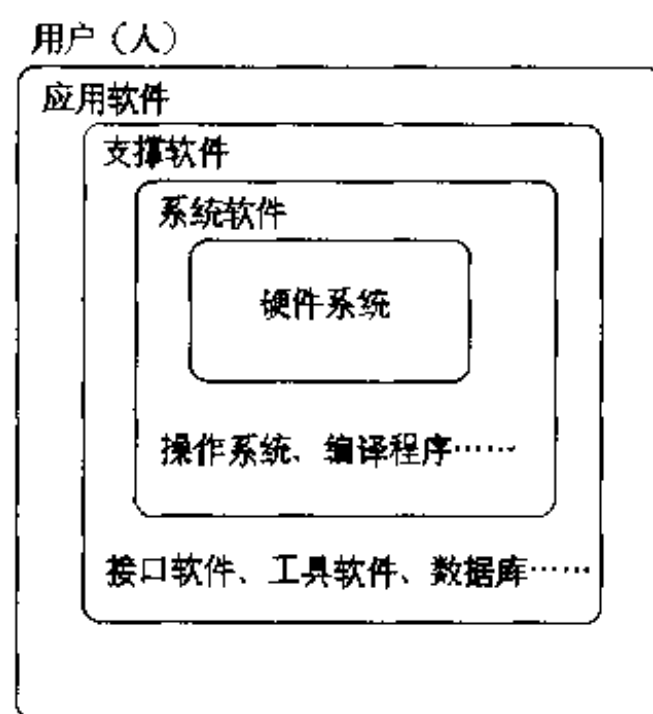 用户（人）
应用软件
支撑软件
系统软件
硬件系统
操作系统、编译程序……
接口软件、工具软件、数据库……